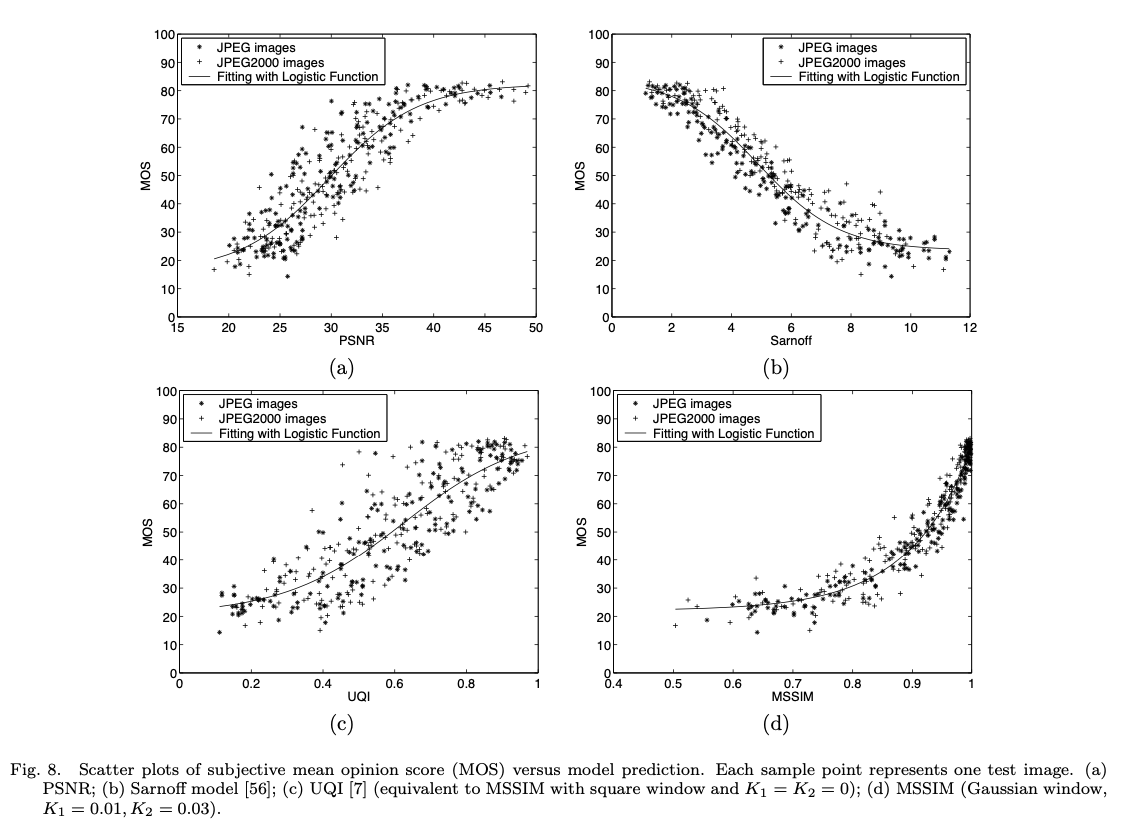 100
90
80
70
60
50
40
30
20
10
0
MOS
JPEG images
JPEG2000 images
Fitting with Logistic Function
15 20 25 30 35 40 45 50
PSNR
(a)
100
90
80
70
60
50
40
30
20
10
0
MOS
JPEG images
JPEG2000 images
Fitting with Logistic Function
0 2 4 6 8 10 12
Sarnoff
(b)
100
90
80
70
60
50
40
30
20
10
0
MOS
JPEG images
JPEG2000 images
Fitting with Logistic Function
0 0.2 0.4 0.6 0.8 1
UQI
(c)
100
90
80
70
60
50
40
30
20
10
0
MOS
JPEG images
JPEG2000 images
Fitting with Logistic Function
0.4 0.5 0.6 0.7 0.8 0.9 1
MSSIM
(d)
Fig. 8. Scatter plots of subjective mean opinion score (MOS) versus model prediction. Each sample point represents one test image. (a)
PSNR; (b) Sarnoff model [56]; (c) UQI [7] (equivalent to MSSIM with square window and K₁ = K₂ = 0); (d) MSSIM (Gaussian window,
K₁ = 0.01, K₂ = 0.03).